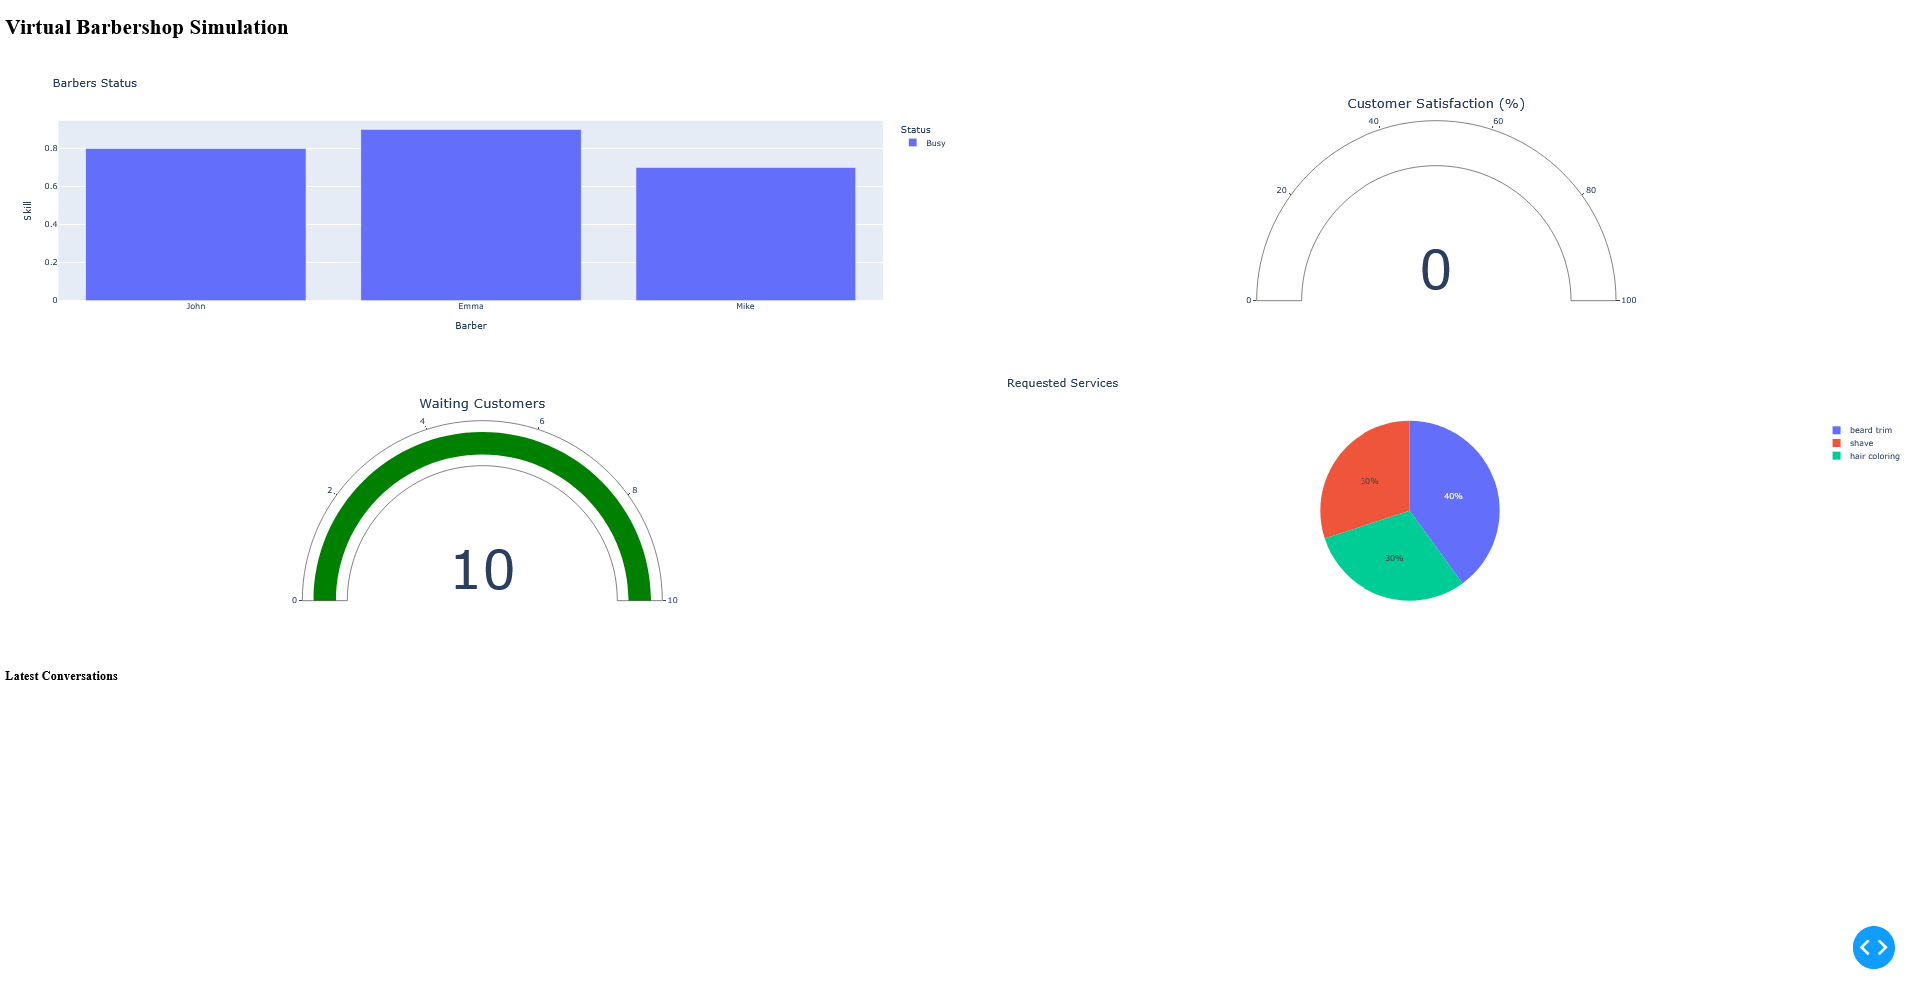 Virtual Barbershop Simulation
Barbers Status
Skill
0.8
0.6
0.4
0.2
0
John Emma Mike
Barber
Status
Busy
Customer Satisfaction (%)
0
20
40
60
80
100
0
Waiting Customers
0
2
4
6
8
10
10
Requested Services
40%
30%
30%
beard trim
shave
hair coloring
Latest Conversations